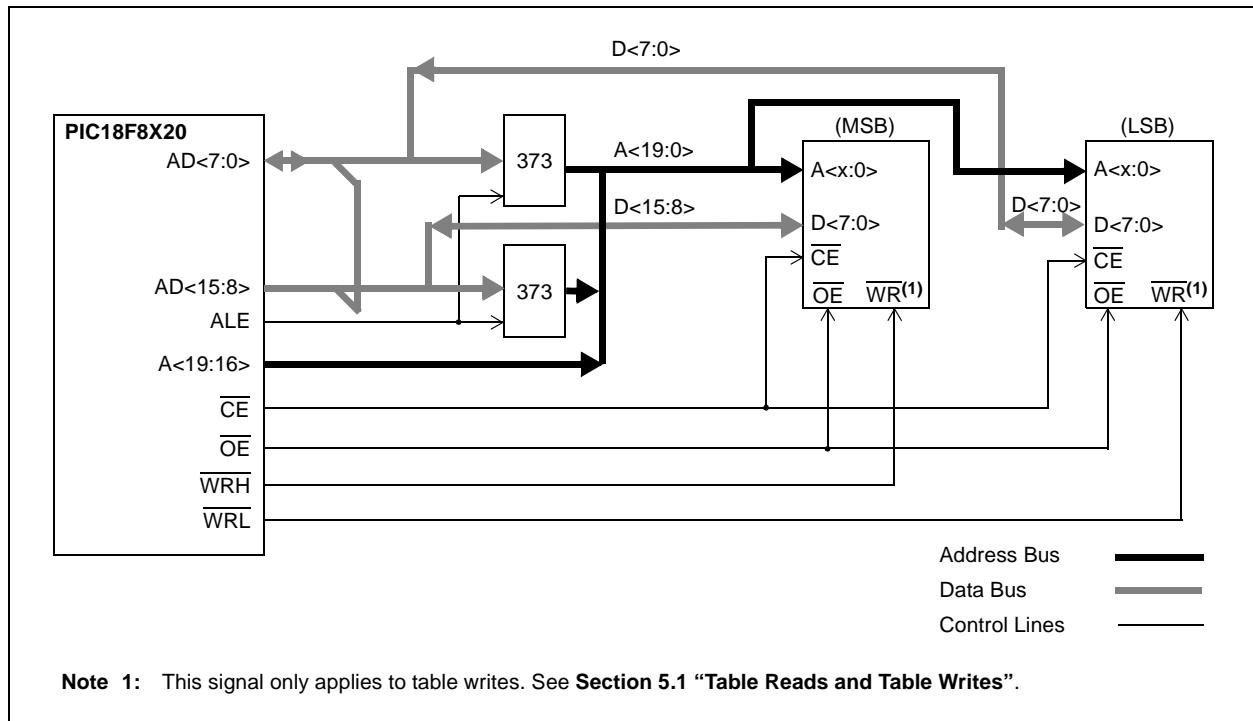 D<7:0>
PIC18F8X20
AD<7:0>
AD<15:8>
ALE
A<19:16>
CE
OE
WRH
WRL
373
373
A<19:0>
D<15:8>
(MSB)
A<x:0>
D<7:0>
CE
OE WR(1)
D<7:0>
(LSB)
A<x:0>
D<7:0>
CE
OE WR(1)
Address Bus
Data Bus
Control Lines
Note 1: This signal only applies to table writes. See Section 5.1 “Table Reads and Table Writes”.